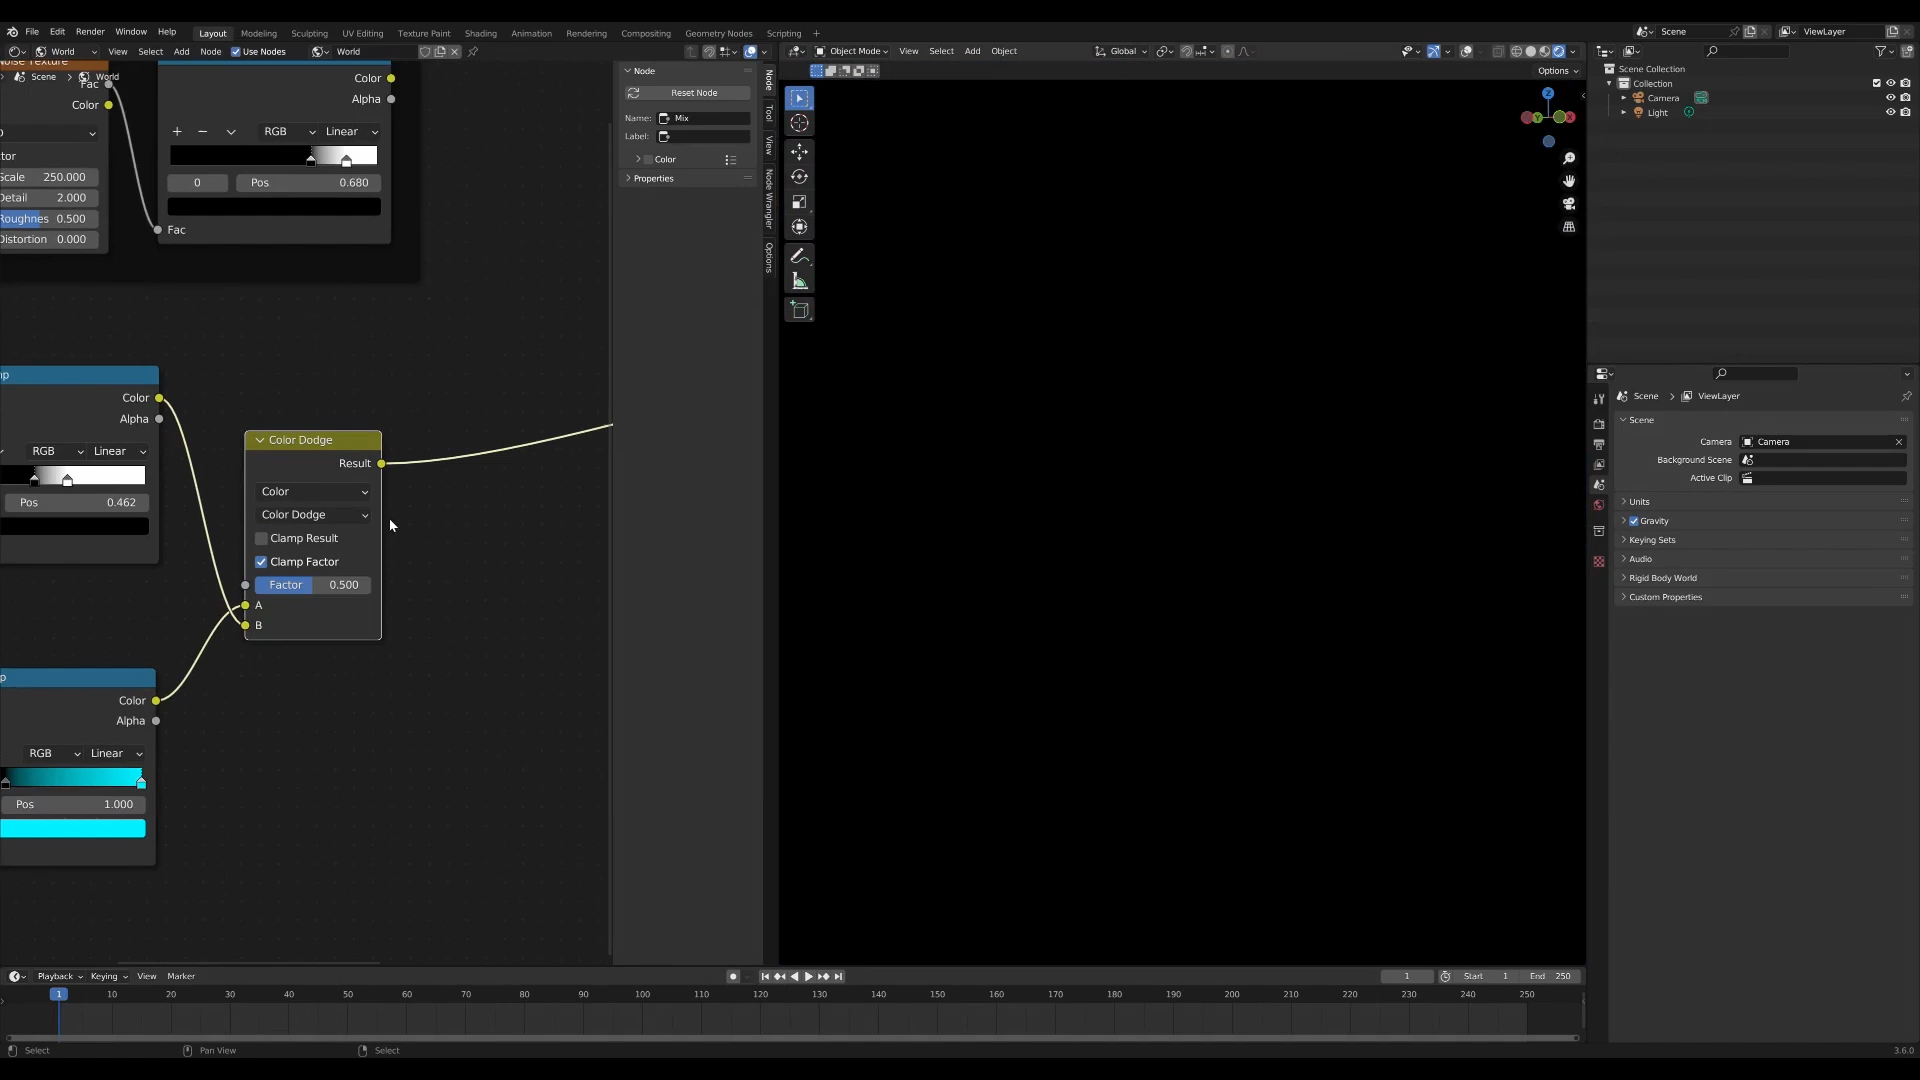 File Edit Render Window Help Layout Modeling Sculpting UV Editing Texture Paint Shading Animation Rendering Compositing Geometry Nodes Scripting + Scene ViewLayer
World View Select Add Node Use Nodes World
Object Mode View Select Add Object Global
Options
Scene World
Fac
Color
Scale 250.000
Detail 2.000
Roughnes 0.500
Distortion 0.000
Color
Alpha
RGB Linear
0 Pos 0.680
Fac
Color
Alpha
RGB Linear
Pos 0.462
Color Dodge
Result
Color
Color Dodge
Clamp Result
Clamp Factor
Factor 0.500
A
B
Color
Alpha
RGB Linear
Pos 1.000
Node
Reset Node
Name: Mix
Label:
Color
Properties
Node
Tool
View
Node Wrangler
Options
Z
Y
X
Scene Collection
Collection
Camera
Light
Scene ViewLayer
Scene
Camera Camera
Background Scene
Active Clip
Units
Gravity
Keying Sets
Audio
Rigid Body World
Custom Properties
Playback Keying View Marker 1 Start 1 End 250
1 10 20 30 40 50 60 70 80 90 100 110 120 130 140 150 160 170 180 190 200 210 220 230 240 250
Select Pan View Select 3.6.0